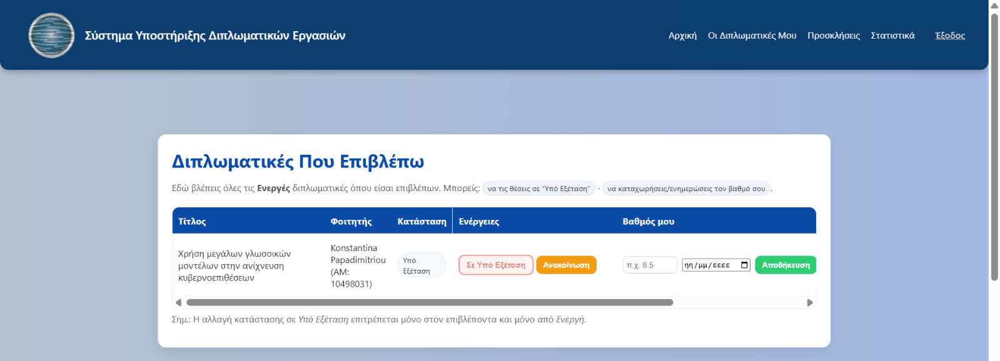 Σύστημα Υποστήριξης Διπλωματικών Εργασιών
Αρχική Οι Διπλωματικές Μου Προσκλήσεις Στατιστικά Έξοδος
Διπλωματικές Που Επιβλέπω
Εδώ βλέπεις όλες τις Ενεργές διπλωματικές όπου είσαι επιβλέπων. Μπορείς: να τις θέσεις σε "Υπό Εξέταση" · να καταχωρήσεις/ενημερώσεις τον βαθμό σου.
Τίτλος Φοιτητής Κατάσταση Ενέργειες Βαθμός μου
Χρήση μεγάλων γλωσσικών
μοντέλων στην ανίχνευση
κυβερνοεπιθέσεων
Konstantina
Papadimitriou
(AM:
10498031)
Υπό
Εξέταση
Σε Υπό Εξέταση Ανακοίνωση π.χ. 8.5 ηη/μμ/εεεε Αποθήκευση
Σημ.: Η αλλαγή κατάστασης σε Υπό Εξέταση επιτρέπεται μόνο στον επιβλέποντα και μόνο από Ενεργή.